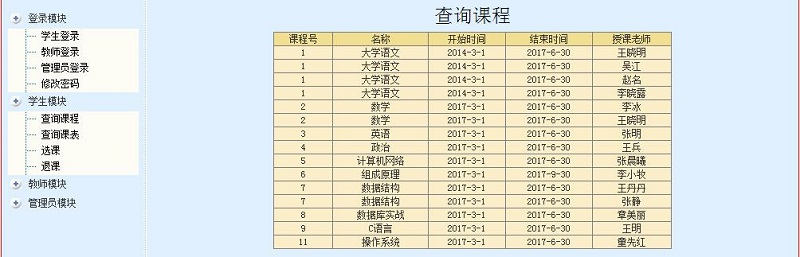 登录模块
学生登录
教师登录
管理员登录
修改密码
学生模块
查询课程
查询课表
选课
退课
教师模块
管理员模块
查询课程
课程号 名称 开始时间 结束时间 授课老师
1 大学语文 2014-3-1 2017-6-30 王晓明
1 大学语文 2014-3-1 2017-6-30 吴江
1 大学语文 2014-3-1 2017-6-30 赵名
1 大学语文 2014-3-1 2017-6-30 李晓露
2 数学 2017-3-1 2017-6-30 李冰
2 数学 2017-3-1 2017-6-30 王晓明
3 英语 2017-3-1 2017-6-30 张明
4 政治 2017-3-1 2017-6-30 王兵
5 计算机网络 2017-3-1 2017-6-30 张晨曦
6 组成原理 2017-3-1 2017-9-30 李小牧
7 数据结构 2017-3-1 2017-6-30 王丹丹
7 数据结构 2017-3-1 2017-6-30 张静
8 数据库实战 2017-3-1 2017-6-30 章美丽
9 C语言 2017-3-1 2017-6-30 王明
11 操作系统 2017-3-1 2017-6-30 童先红